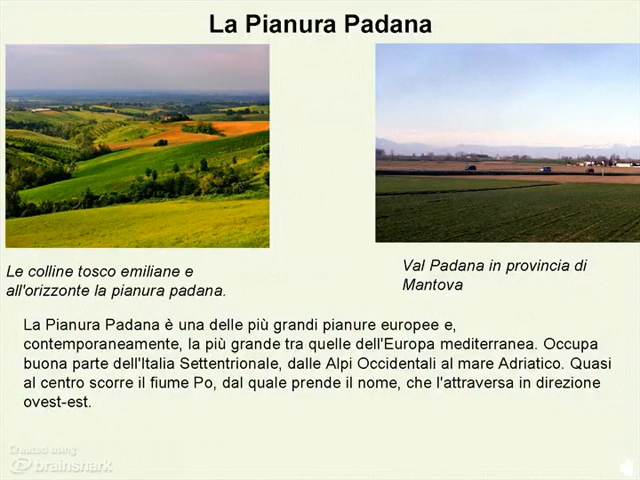 La Pianura Padana
Le colline tosco emiliane e
all'orizzonte la pianura padana.
Val Padana in provincia di
Mantova
La Pianura Padana è una delle più grandi pianure europee e,
contemporaneamente, la più grande tra quelle dell'Europa mediterranea. Occupa
buona parte dell'Italia Settentrionale, dalle Alpi Occidentali al mare Adriatico. Quasi
al centro scorre il fiume Po, dal quale prende il nome, che l'attraversa in direzione
ovest-est.
Created using
brainshark